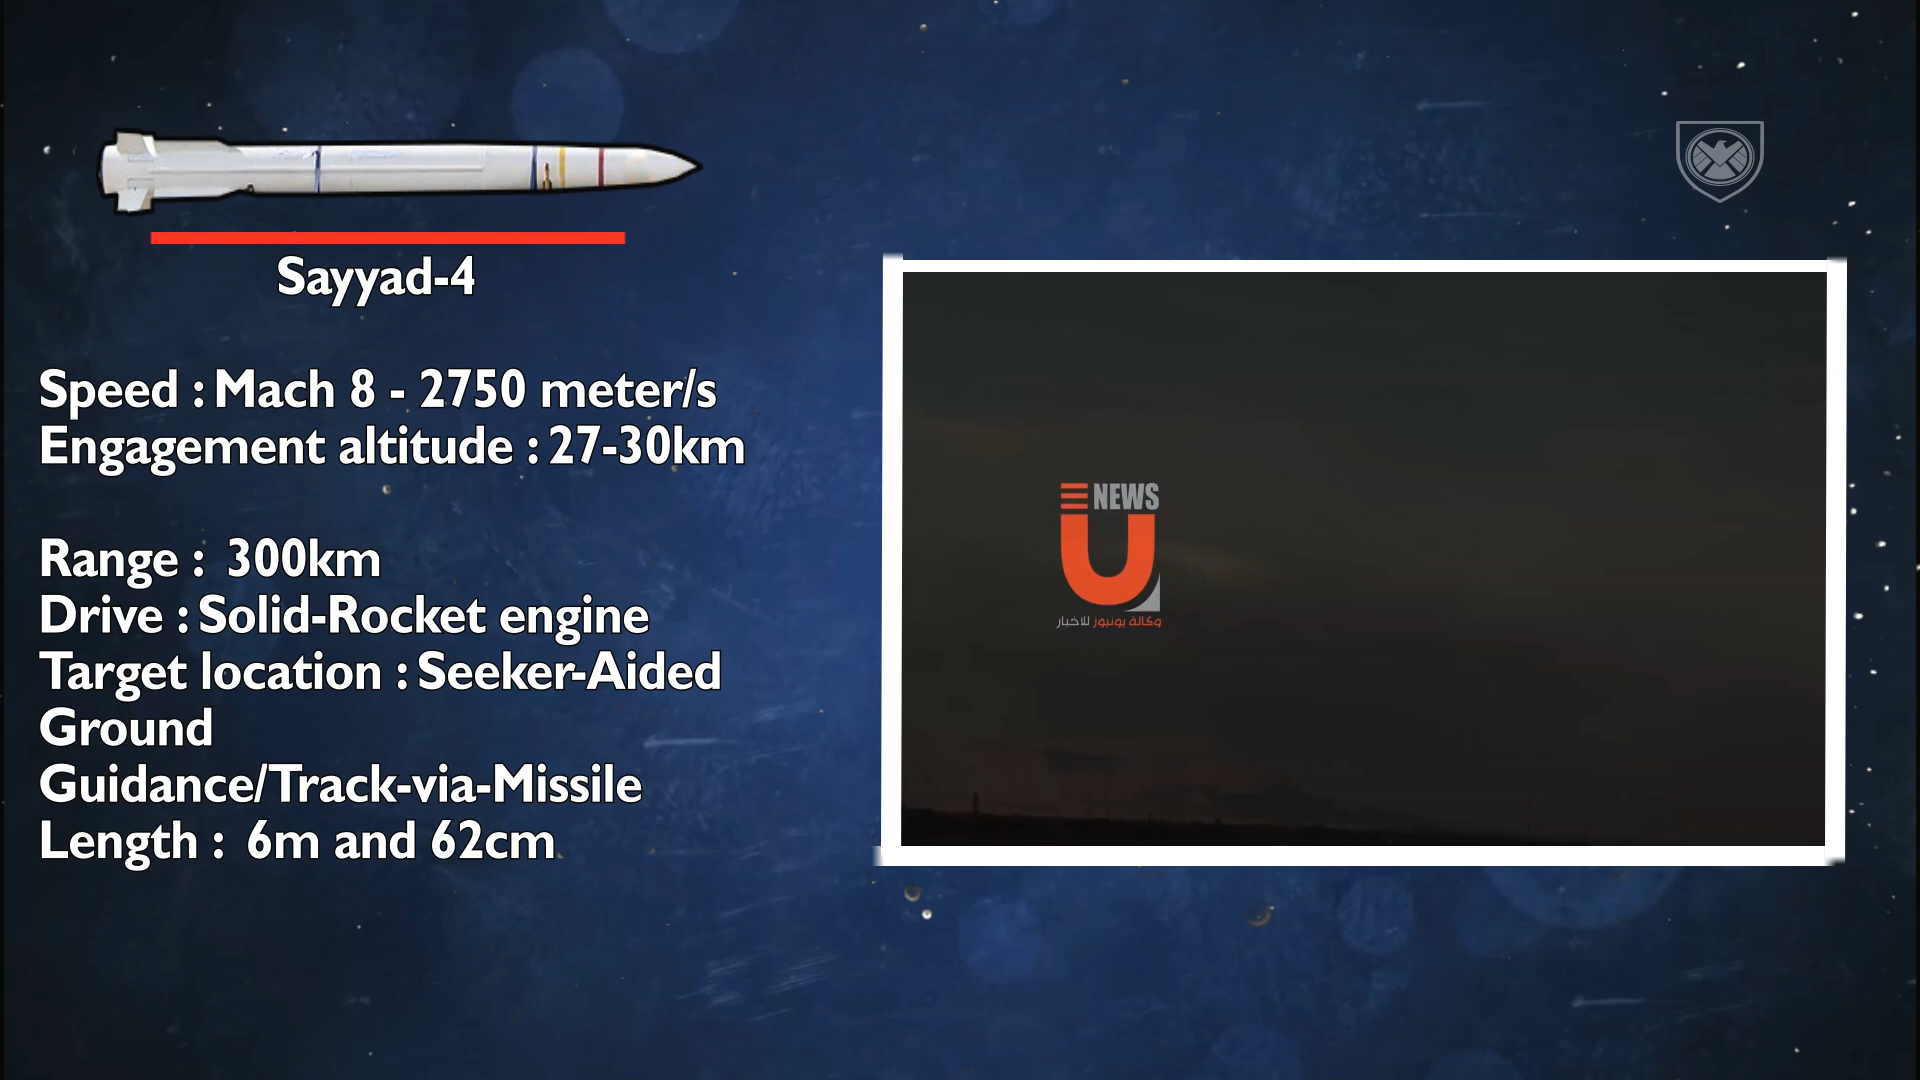 Sayyad-4
Speed : Mach 8 - 2750 meter/s
Engagement altitude : 27-30km
Range :  300km
Drive : Solid-Rocket engine
Target location : Seeker-Aided
Ground
Guidance/Track-via-Missile
Length :  6m and 62cm
NEWS
U
وكالة يونيوز للاخبار